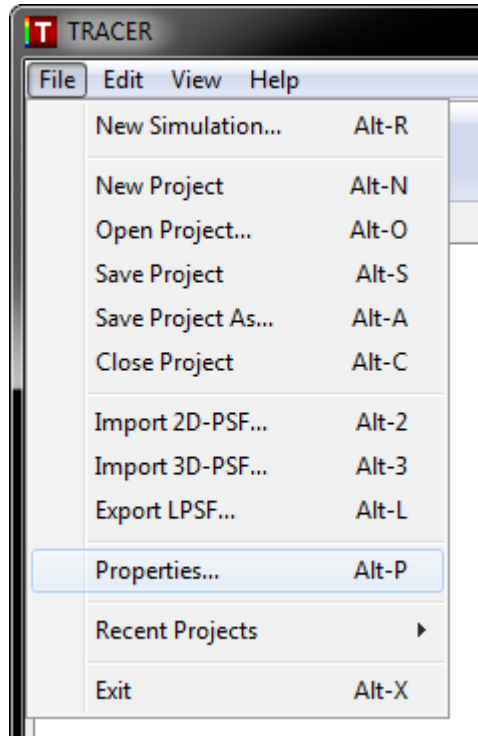 T TRACER
File Edit View Help
New Simulation... Alt-R
New Project Alt-N
Open Project... Alt-O
Save Project Alt-S
Save Project As... Alt-A
Close Project Alt-C
Import 2D-PSF... Alt-2
Import 3D-PSF... Alt-3
Export LPSF... Alt-L
Properties... Alt-P
Recent Projects
Exit Alt-X